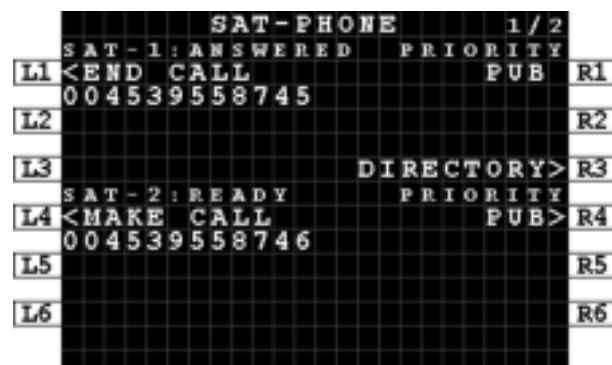 SAT-PHONE 1/2
SAT-1:ANSWERED PRIORITY
L1 <END CALL PUB R1
004539558745
L2 R2
L3 DIRECTORY> R3
SAT-2:READY PRIORITY
L4 <MAKE CALL PUB> R4
004539558746
L5 R5
L6 R6